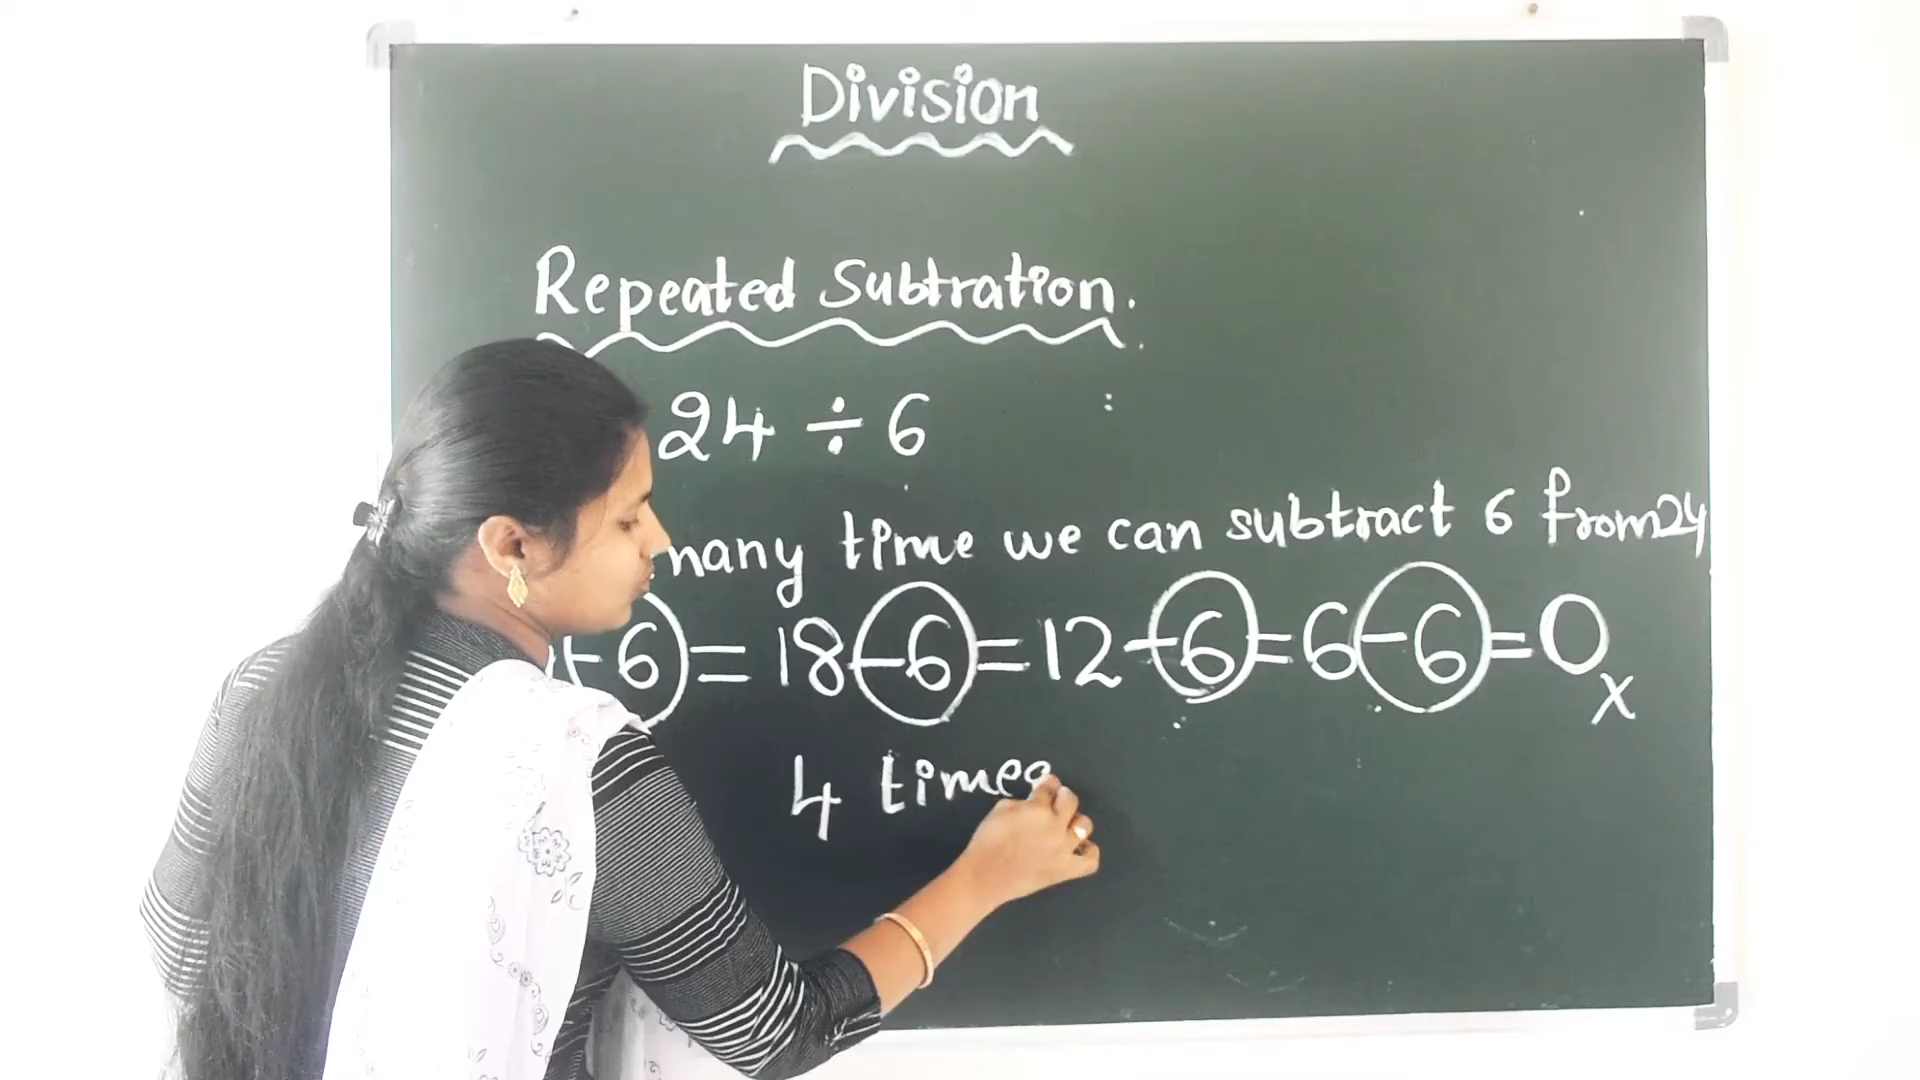 Division
Repeated Subtration.
24 ÷ 6
many time we can subtract 6 from 24
- 6 = 18 - 6 = 12 - 6 = 6 - 6 = 0 x
4 times